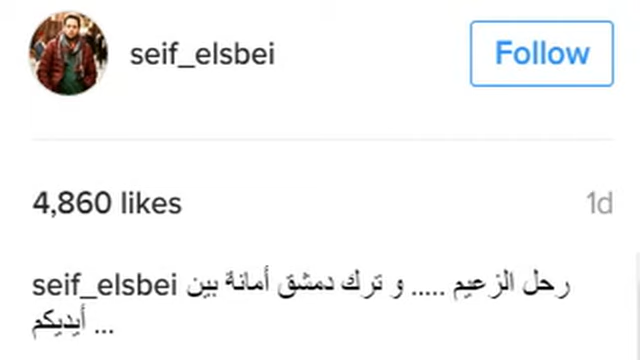 seif_elsbei
Follow
4,860 likes
1d
seif_elsbei رحل الزعيم ..... و ترك دمشق أمانة بين
أيديكم ...